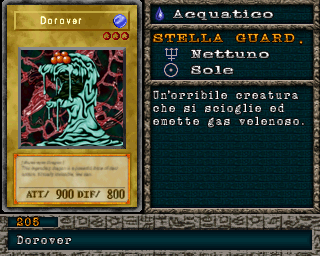 Dorover
ATT/ 900 DIF/ 800
Acquatico
STELLA GUARD.
Nettuno
Sole
Un'orribile creatura
che si scioglie ed
emette gas velenoso.
205
Dorover